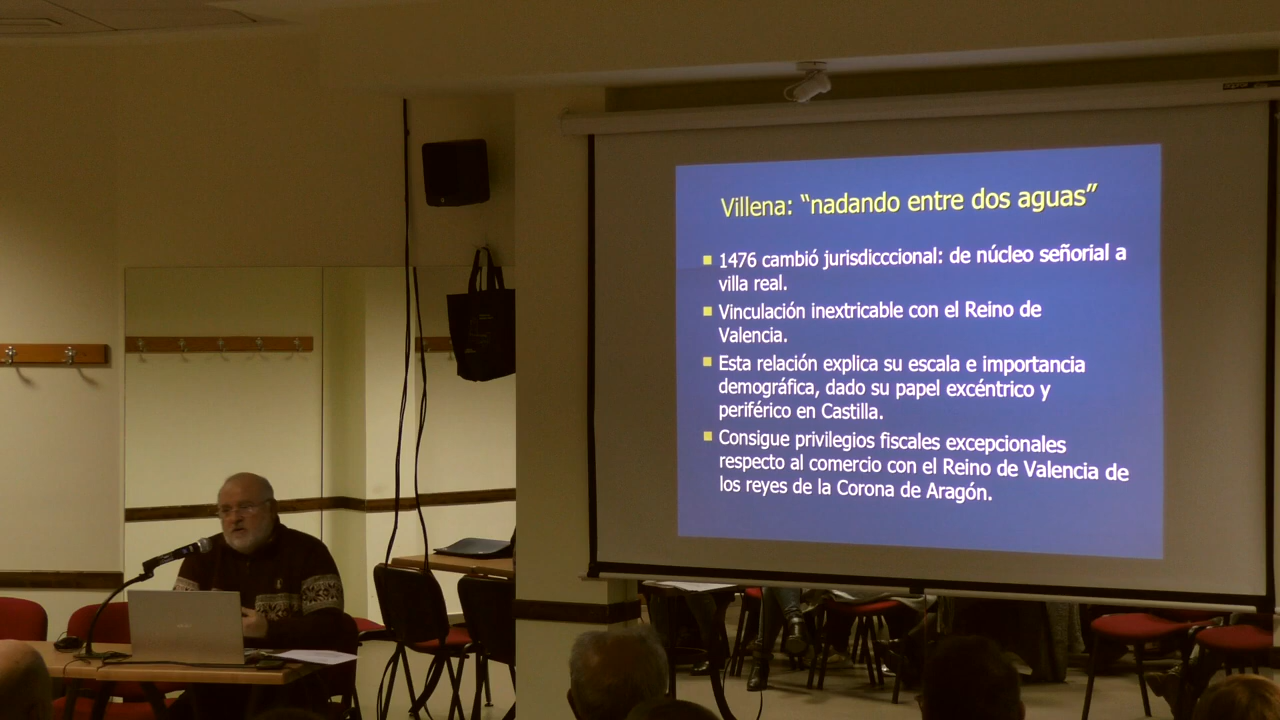 Villena: “nadando entre dos aguas”
1476 cambió jurisdicccional: de núcleo señorial a
villa real.
Vinculación inextricable con el Reino de
Valencia.
Esta relación explica su escala e importancia
demográfica, dado su papel excéntrico y
periférico en Castilla.
Consigue privilegios fiscales excepcionales
respecto al comercio con el Reino de Valencia de
los reyes de la Corona de Aragón.